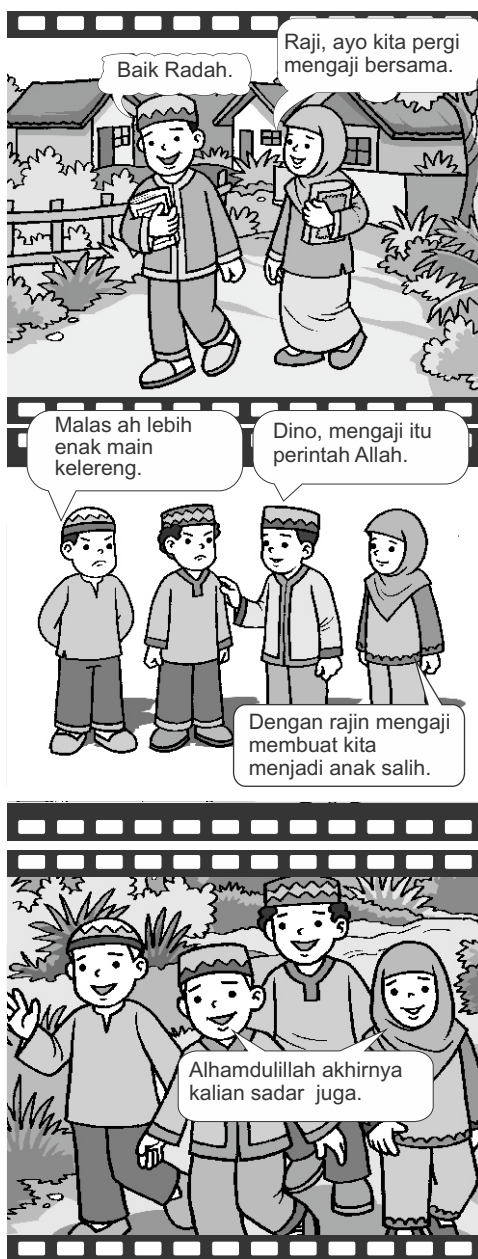 Raji, ayo kita pergi
mengaji bersama.
Baik Radah.
Malas ah lebih
enak main
kelereng.
Dino, mengaji itu
perintah Allah.
Dengan rajin mengaji
membuat kita
menjadi anak salih.
Alhamdulillah akhirnya
kalian sadar juga.